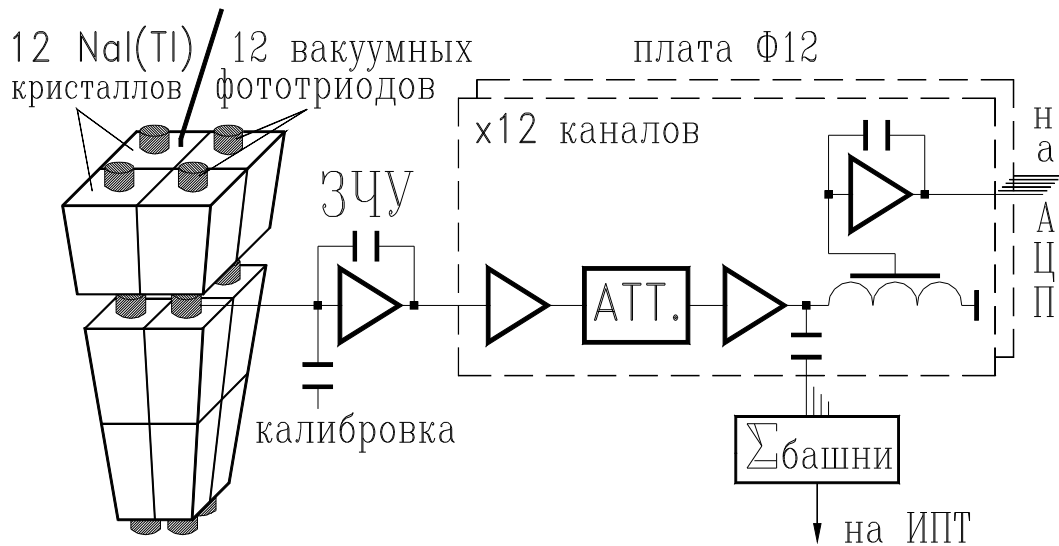 12 NaI(Tl)
кристаллов
12 вакуумных
фототриодов
плата Ф12
х12 каналов
на АЦП
ЗЧУ
АТТ.
калибровка
Σбашни
на ИПТ